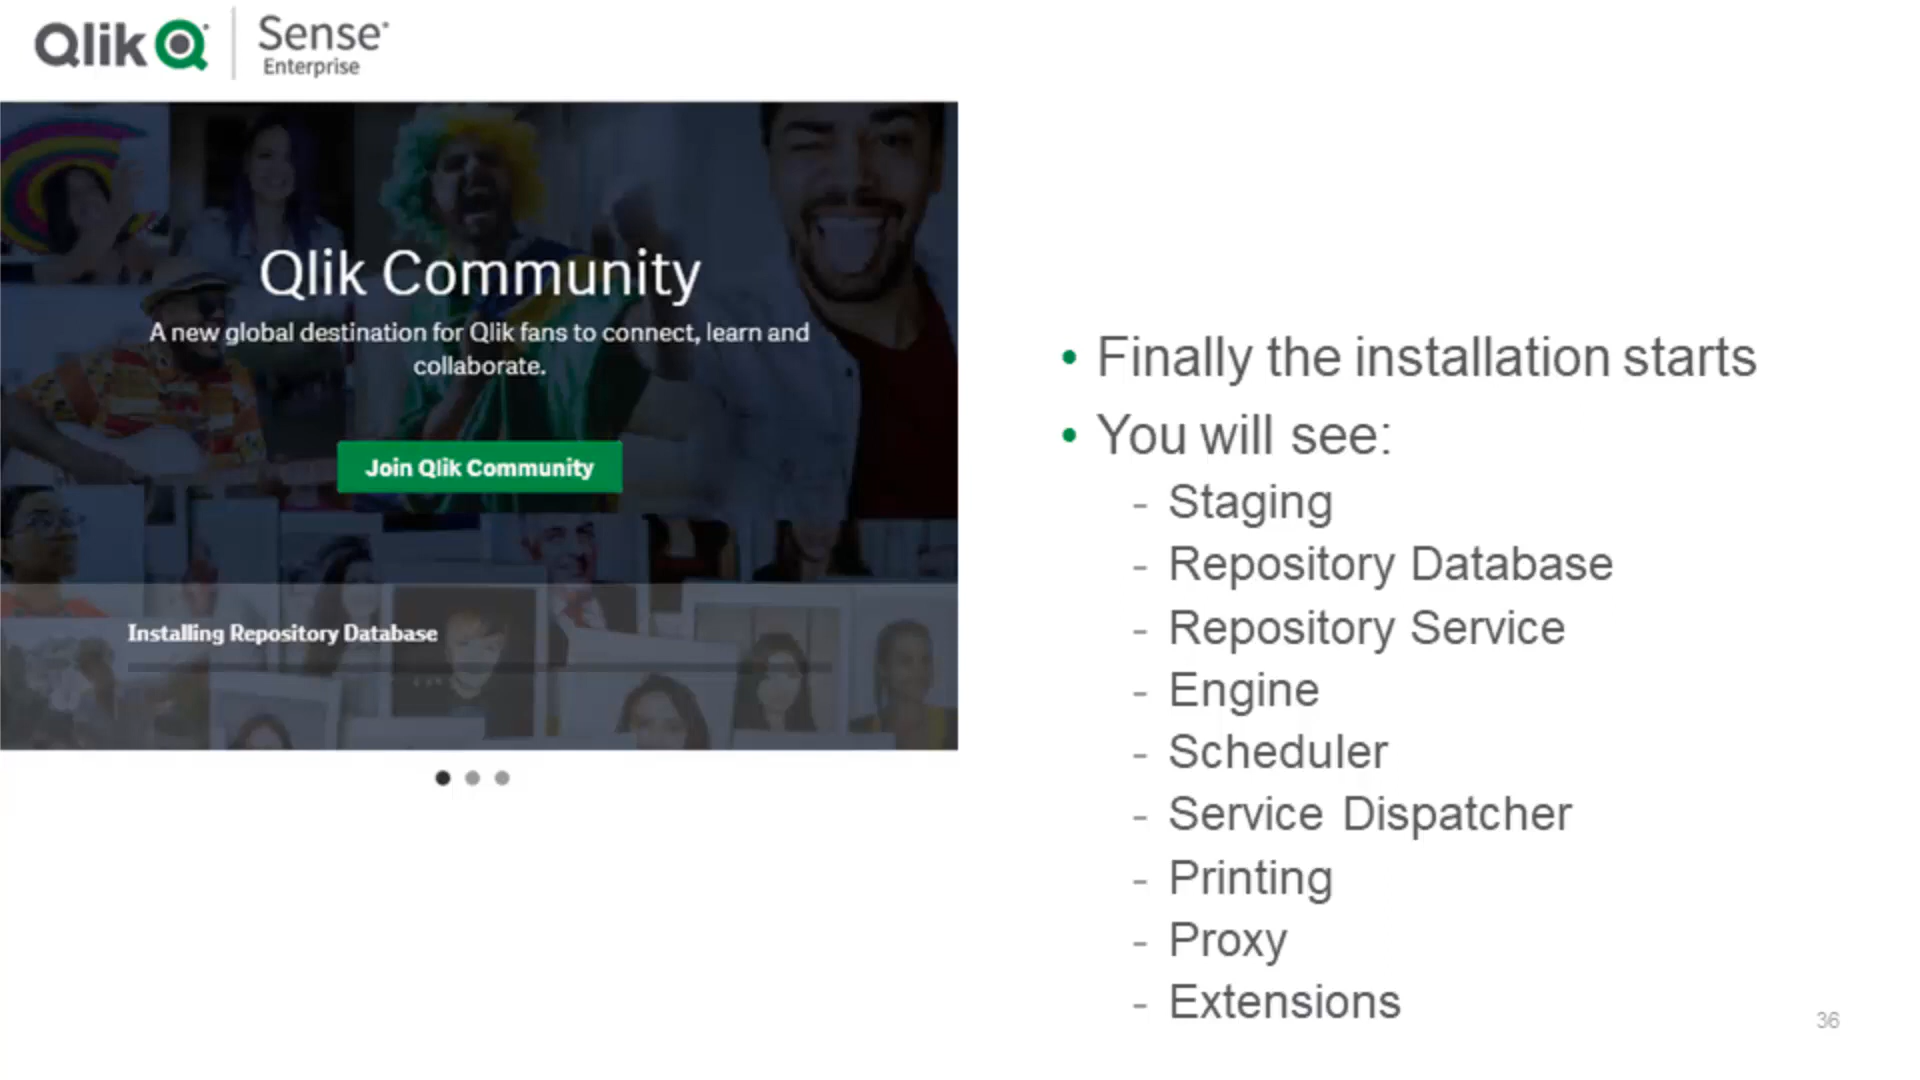 Qlik Sense
Enterprise
Qlik Community
A new global destination for Qlik fans to connect, learn and
collaborate.
Join Qlik Community
Installing Repository Database
• Finally the installation starts
• You will see:
- Staging
- Repository Database
- Repository Service
- Engine
- Scheduler
- Service Dispatcher
- Printing
- Proxy
- Extensions
36